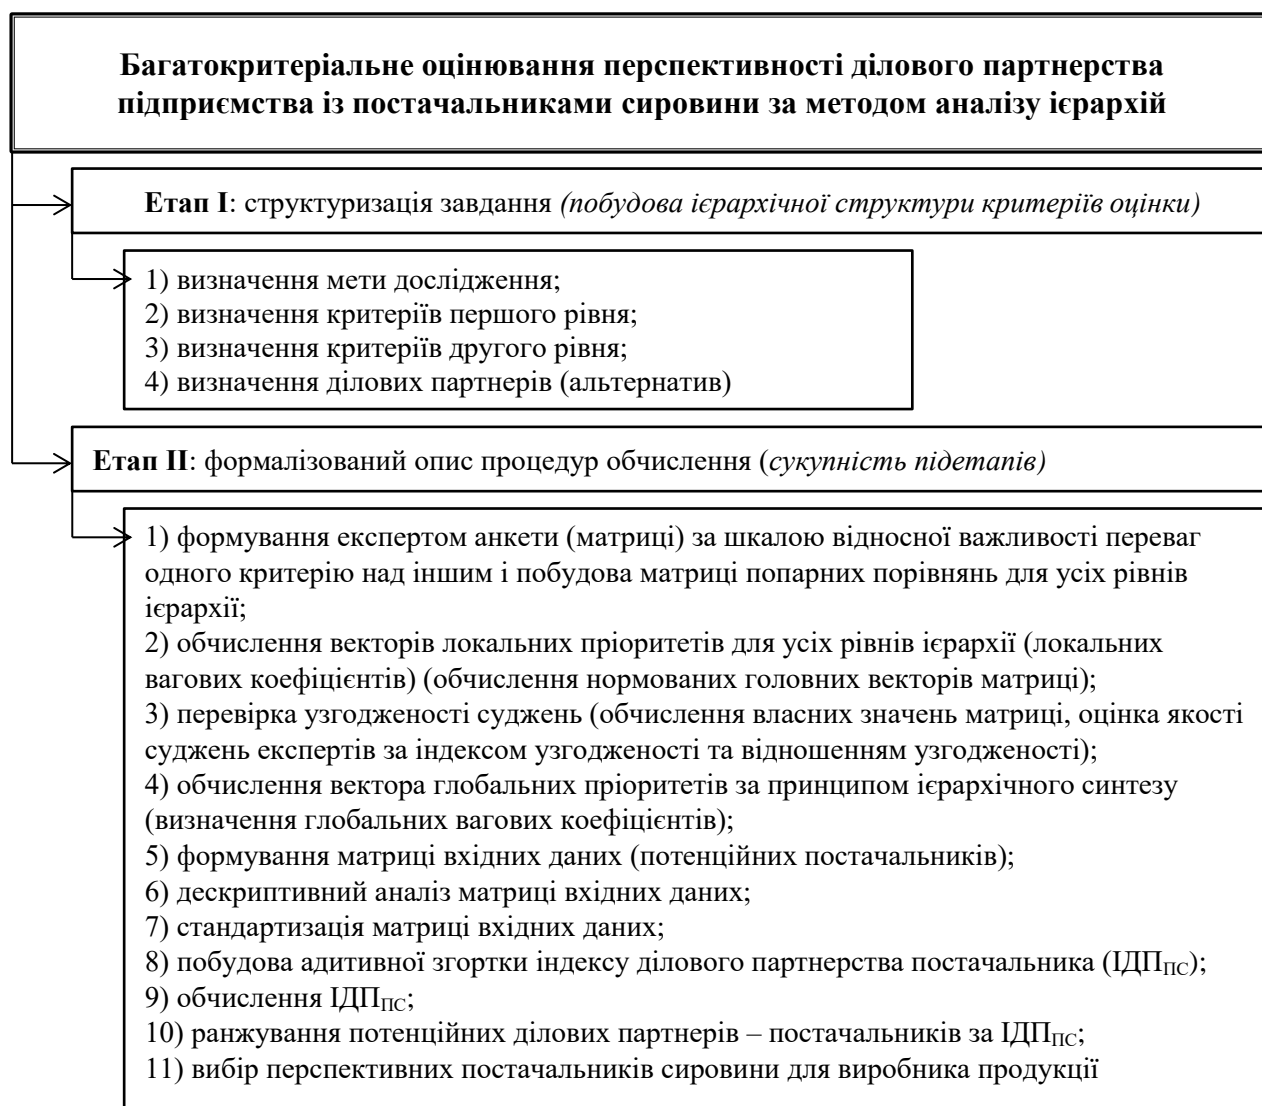 Багатокритеріальне оцінювання перспективності ділового партнерства
підприємства із постачальниками сировини за методом аналізу ієрархій
Етап I: структуризація завдання (побудова ієрархічної структури критеріїв оцінки)
1) визначення мети дослідження;
2) визначення критеріїв першого рівня;
3) визначення критеріїв другого рівня;
4) визначення ділових партнерів (альтернатив)
Етап II: формалізований опис процедур обчислення (сукупність підетапів)
1) формування експертом анкети (матриці) за шкалою відносної важливості переваг
одного критерію над іншим і побудова матриці попарних порівнянь для усіх рівнів
ієрархії;
2) обчислення векторів локальних пріоритетів для усіх рівнів ієрархії (локальних
вагових коефіцієнтів) (обчислення нормованих головних векторів матриці);
3) перевірка узгодженості суджень (обчислення власних значень матриці, оцінка якості
суджень експертів за індексом узгодженості та відношенням узгодженості);
4) обчислення вектора глобальних пріоритетів за принципом ієрархічного синтезу
(визначення глобальних вагових коефіцієнтів);
5) формування матриці вхідних даних (потенційних постачальників);
6) дескриптивний аналіз матриці вхідних даних;
7) стандартизація матриці вхідних даних;
8) побудова адитивної згортки індексу ділового партнерства постачальника (ІДП_ПС);
9) обчислення ІДП_ПС;
10) ранжування потенційних ділових партнерів – постачальників за ІДП_ПС;
11) вибір перспективних постачальників сировини для виробника продукції